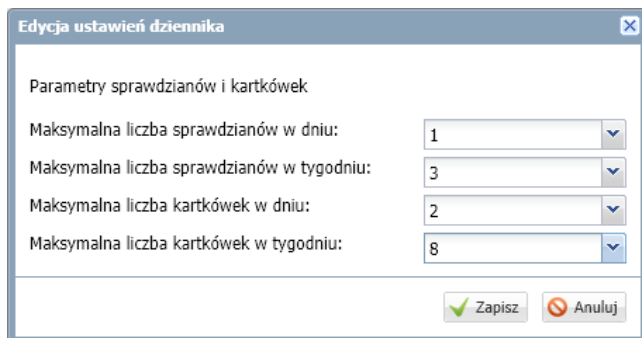 Edycja ustawień dziennika
Parametry sprawdzianów i kartkówek
Maksymalna liczba sprawdzianów w dniu: 1
Maksymalna liczba sprawdzianów w tygodniu: 3
Maksymalna liczba kartkówek w dniu: 2
Maksymalna liczba kartkówek w tygodniu: 8
Zapisz Anuluj